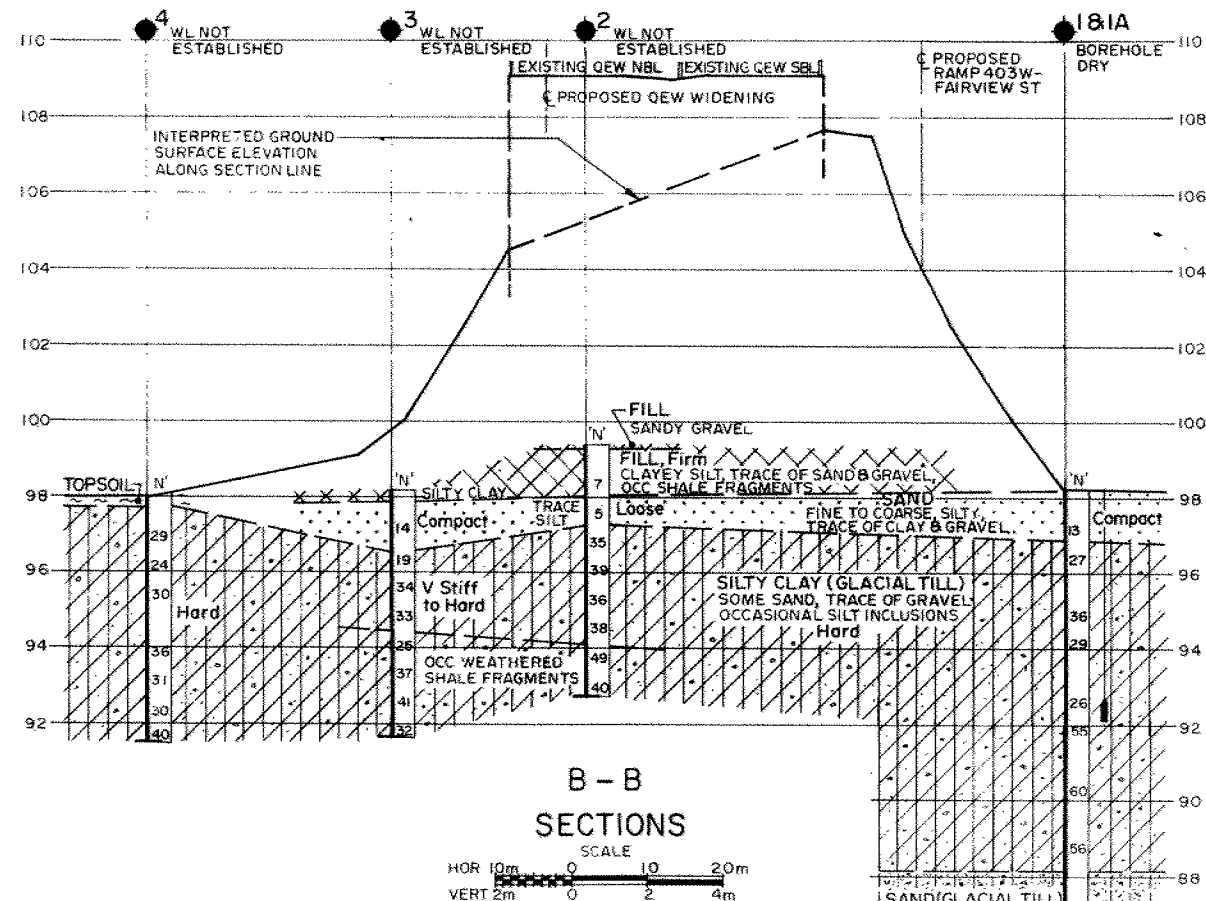 4 3 2 1&1A
WL NOT ESTABLISHED
WL NOT ESTABLISHED
WL NOT ESTABLISHED
BOREHOLE DRY
110 110
EXISTING QEW NBL EXISTING QEW SBL
℄ PROPOSED QEW WIDENING
℄ PROPOSED
RAMP 403W-
FAIRVIEW ST
108 108
INTERPRETED GROUND
SURFACE ELEVATION
ALONG SECTION LINE
106 106
104 104
102 102
100 100
FILL
SANDY GRAVEL
'N'
FILL, Firm
CLAYEY SILT, TRACE OF SAND & GRAVEL,
OCC SHALE FRAGMENTS
7
TOPSOIL
N'
'N'
'N'
98 98
SILTY CLAY
SAND
FINE TO COARSE, SILTY,
TRACE OF CLAY & GRAVEL
TRACE
SILT
5 Loose
14 Compact
13 Compact
29
24
30
Hard
36
31
30
40
19
34
33
26
37
41
32
V Stiff
to Hard
OCC WEATHERED
SHALE FRAGMENTS
35
39
36
38
49
40
SILTY CLAY (GLACIAL TILL)
SOME SAND, TRACE OF GRAVEL
OCCASIONAL SILT INCLUSIONS
Hard
27
36
29
26
55
60
56
96 96
94 94
92 92
90
88
SAND (GLACIAL TILL)
B - B
SECTIONS
SCALE
HOR 10m 0 10 20m
VERT 2m 0 2 4m